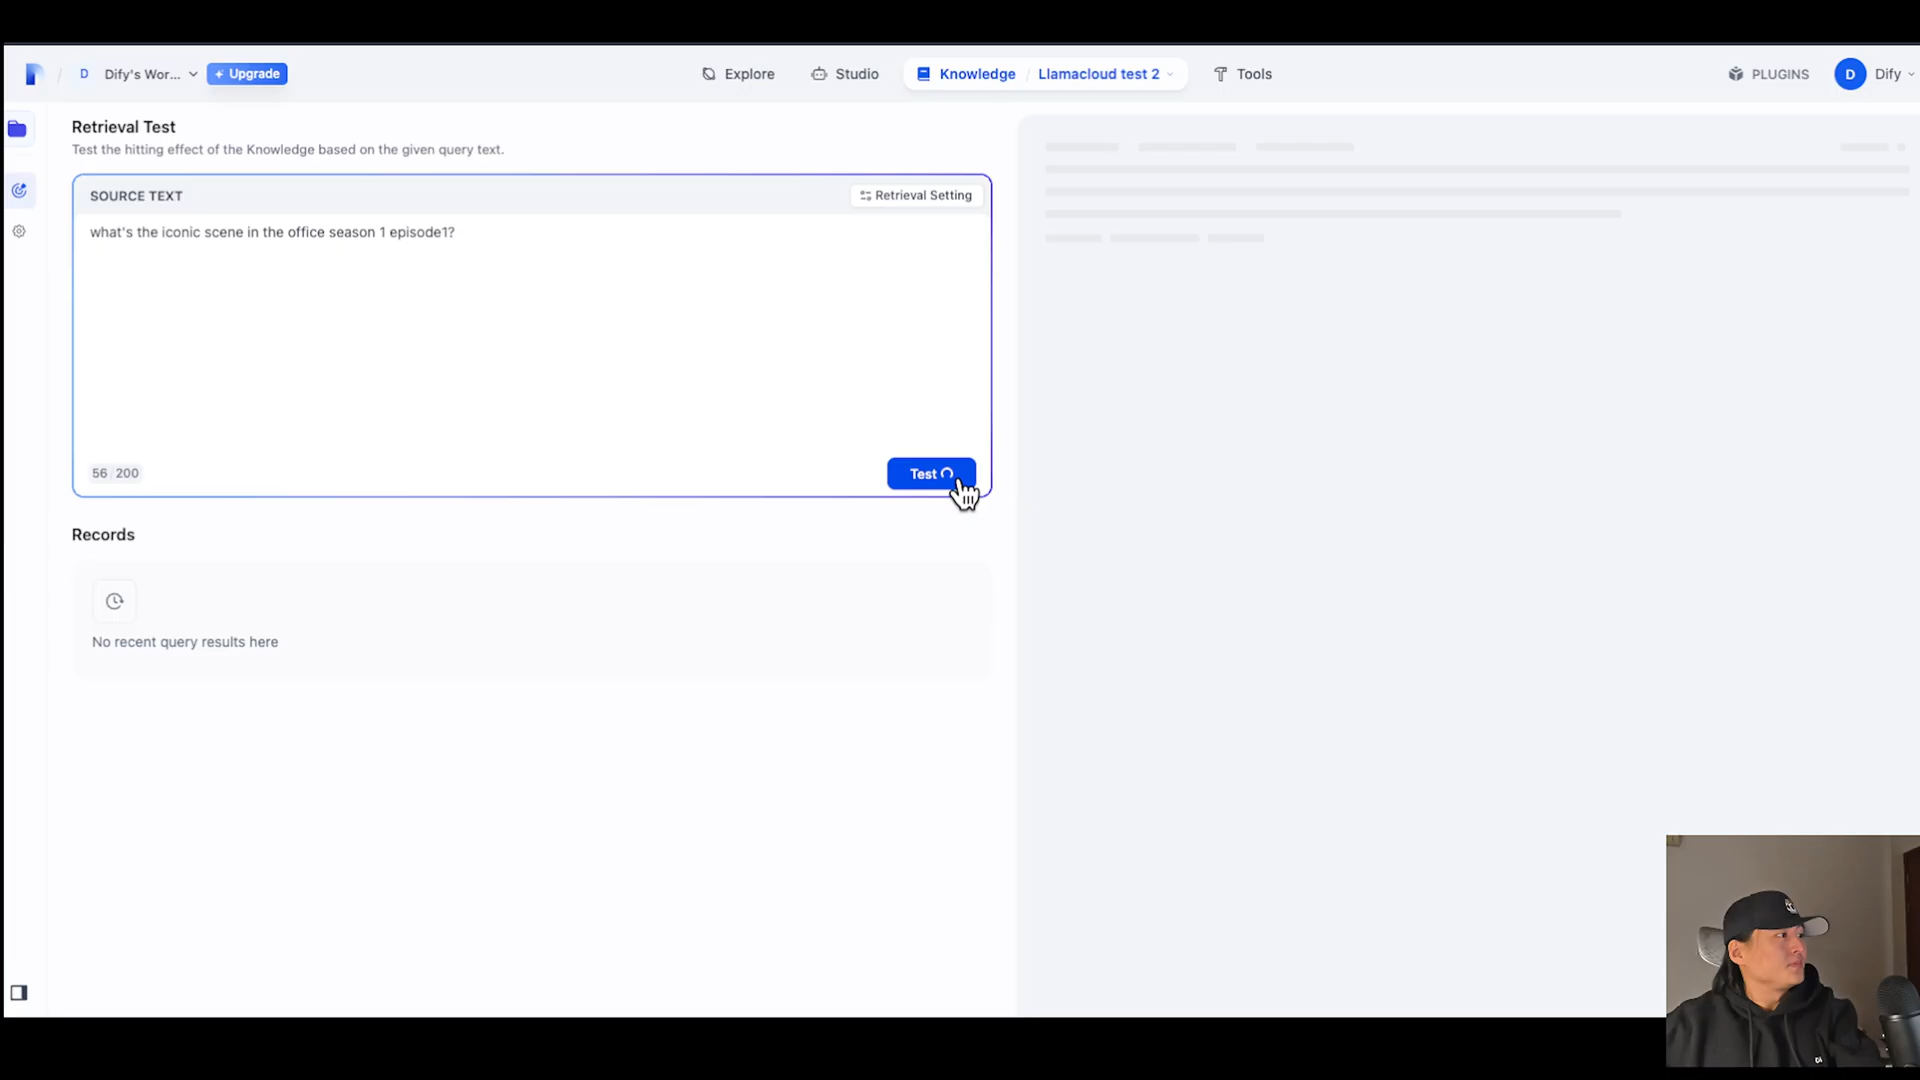 D Dify's Wor... Upgrade Explore Studio Knowledge / Llamacloud test 2 Tools PLUGINS D Dify
Retrieval Test
Test the hitting effect of the Knowledge based on the given query text.
SOURCE TEXT Retrieval Setting
what's the iconic scene in the office season 1 episode1?
56 200 Test
Records
No recent query results here